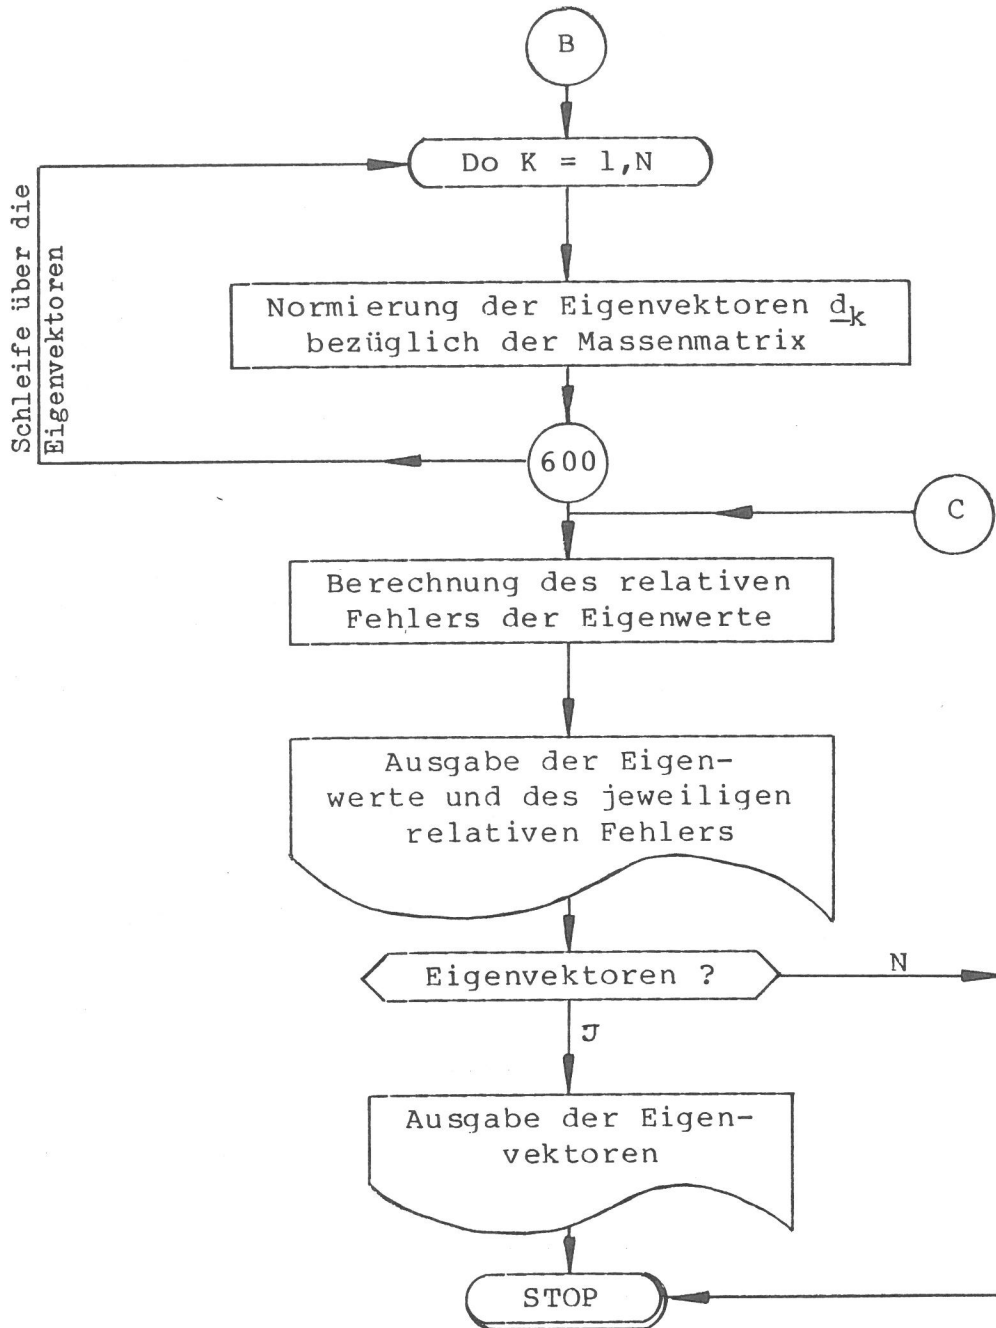 B
Do K = 1,N
Schleife über die
Eigenvektoren
Normierung der Eigenvektoren d_k
bezüglich der Massenmatrix
600
C
Berechnung des relativen
Fehlers der Eigenwerte
Ausgabe der Eigen-
werte und des jeweiligen
relativen Fehlers
Eigenvektoren ?
N
J
Ausgabe der Eigen-
vektoren
STOP